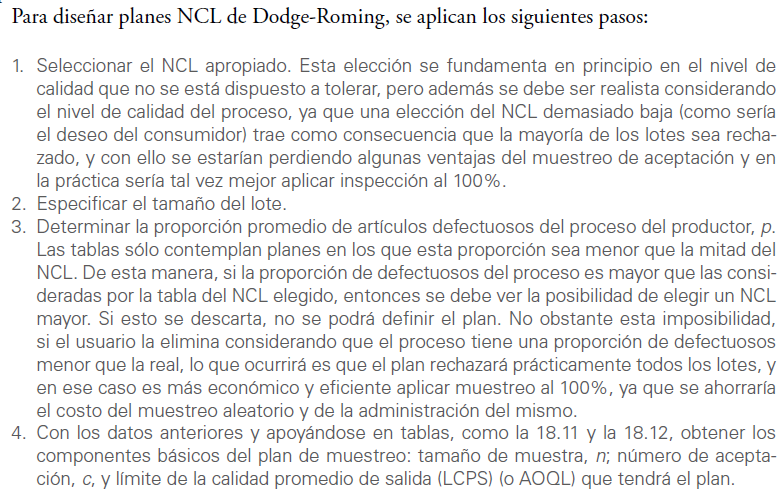 Para diseñar planes NCL de Dodge-Roming, se aplican los siguientes pasos:
1. Seleccionar el NCL apropiado. Esta elección se fundamenta en principio en el nivel de
calidad que no se está dispuesto a tolerar, pero además se debe ser realista considerando
el nivel de calidad del proceso, ya que una elección del NCL demasiado baja (como sería
el deseo del consumidor) trae como consecuencia que la mayoría de los lotes sea recha-
zado, y con ello se estarían perdiendo algunas ventajas del muestreo de aceptación y en
la práctica sería tal vez mejor aplicar inspección al 100%.
2. Especificar el tamaño del lote.
3. Determinar la proporción promedio de artículos defectuosos del proceso del productor, p.
Las tablas sólo contemplan planes en los que esta proporción sea menor que la mitad del
NCL. De esta manera, si la proporción de defectuosos del proceso es mayor que las consi-
deradas por la tabla del NCL elegido, entonces se debe ver la posibilidad de elegir un NCL
mayor. Si esto se descarta, no se podrá definir el plan. No obstante esta imposibilidad,
si el usuario la elimina considerando que el proceso tiene una proporción de defectuosos
menor que la real, lo que ocurrirá es que el plan rechazará prácticamente todos los lotes, y
en ese caso es más económico y eficiente aplicar muestreo al 100%, ya que se ahorraría
el costo del muestreo aleatorio y de la administración del mismo.
4. Con los datos anteriores y apoyándose en tablas, como la 18.11 y la 18.12, obtener los
componentes básicos del plan de muestreo: tamaño de muestra, n; número de acepta-
ción, c, y límite de la calidad promedio de salida (LCPS) (o AOQL) que tendrá el plan.